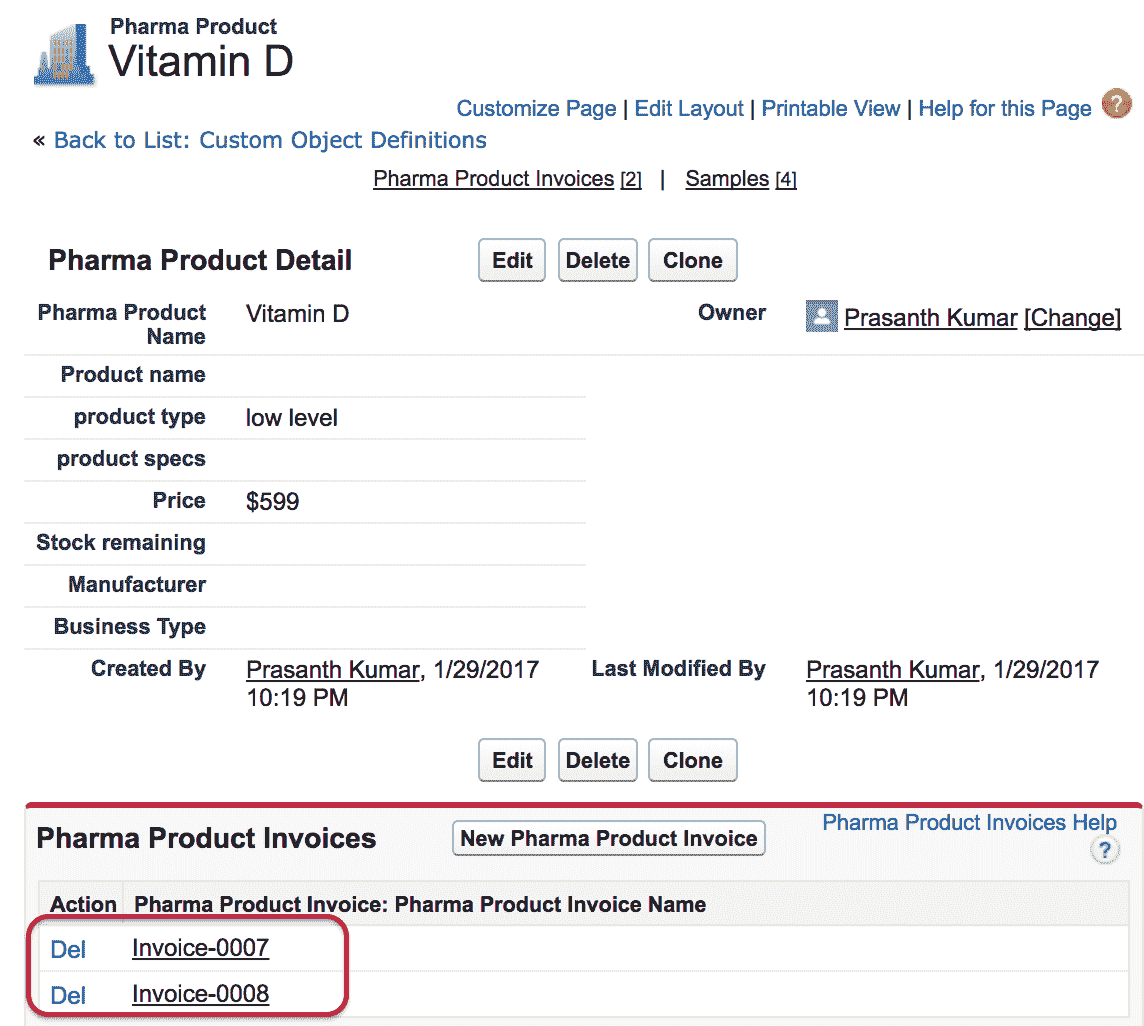 Pharma Product
Vitamin D
Customize Page | Edit Layout | Printable View | Help for this Page ?
« Back to List: Custom Object Definitions
Pharma Product Invoices [2] | Samples [4]
Pharma Product Detail Edit Delete Clone
Pharma Product Name Vitamin D Owner Prasanth Kumar [Change]
Product name
product type low level
product specs
Price $599
Stock remaining
Manufacturer
Business Type
Created By Prasanth Kumar, 1/29/2017 10:19 PM Last Modified By Prasanth Kumar, 1/29/2017 10:19 PM
Edit Delete Clone
Pharma Product Invoices New Pharma Product Invoice Pharma Product Invoices Help ?
Action Pharma Product Invoice: Pharma Product Invoice Name
Del Invoice-0007
Del Invoice-0008